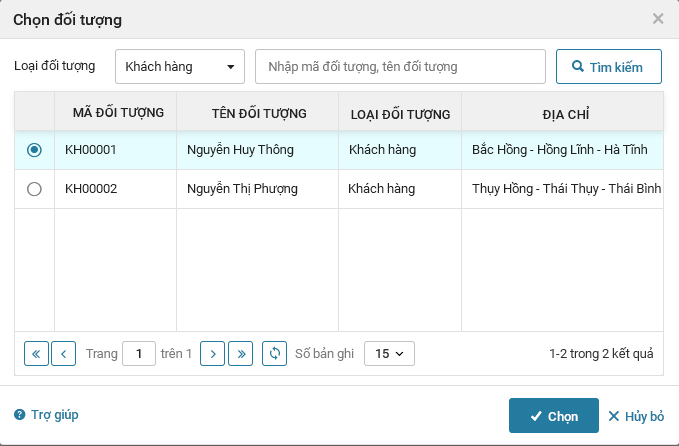 Chọn đối tượng
Loại đối tượng Khách hàng Nhập mã đối tượng, tên đối tượng Tìm kiếm
MÃ ĐỐI TƯỢNG TÊN ĐỐI TƯỢNG LOẠI ĐỐI TƯỢNG ĐỊA CHỈ
KH00001 Nguyễn Huy Thông Khách hàng Bắc Hồng - Hồng Lĩnh - Hà Tĩnh
KH00002 Nguyễn Thị Phượng Khách hàng Thụy Hồng - Thái Thụy - Thái Bình
Trang 1 trên 1 Số bản ghi 15 1-2 trong 2 kết quả
Trợ giúp Chọn Hủy bỏ